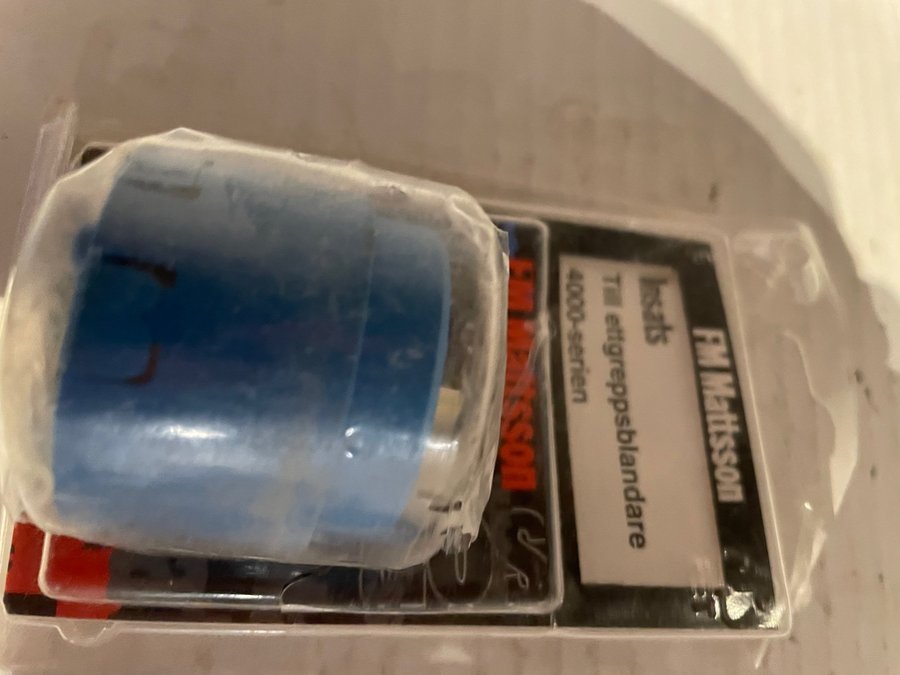 FM Mattsson
Insats
Till ettgreppsblandare
4000-serien
FM Mattsson